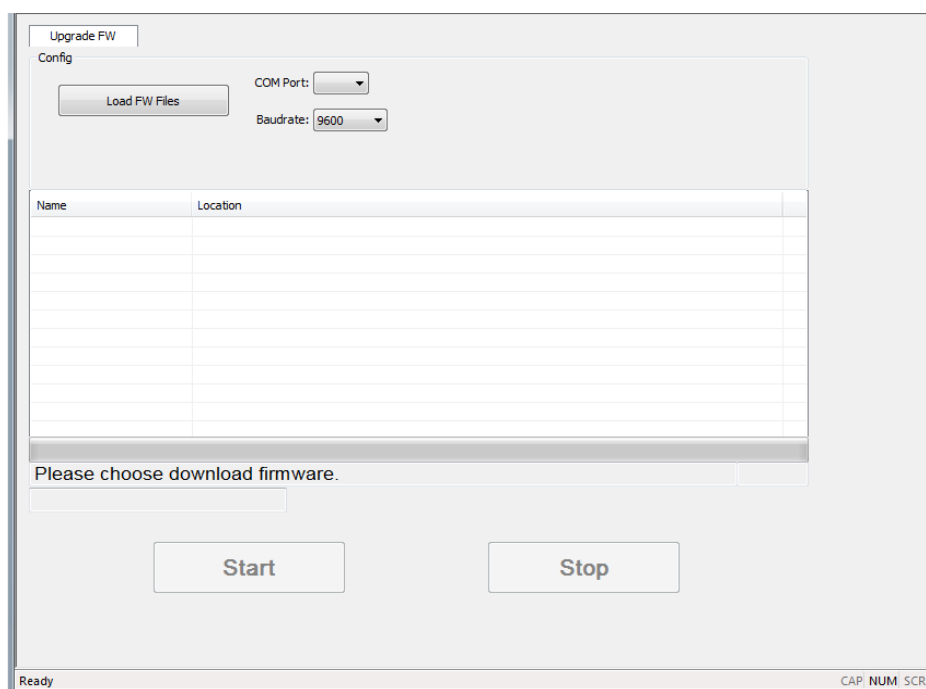 Upgrade FW
Config
Load FW Files
COM Port:
Baudrate: 9600
Name Location
Please choose download firmware.
Start Stop
Ready CAP NUM SCR